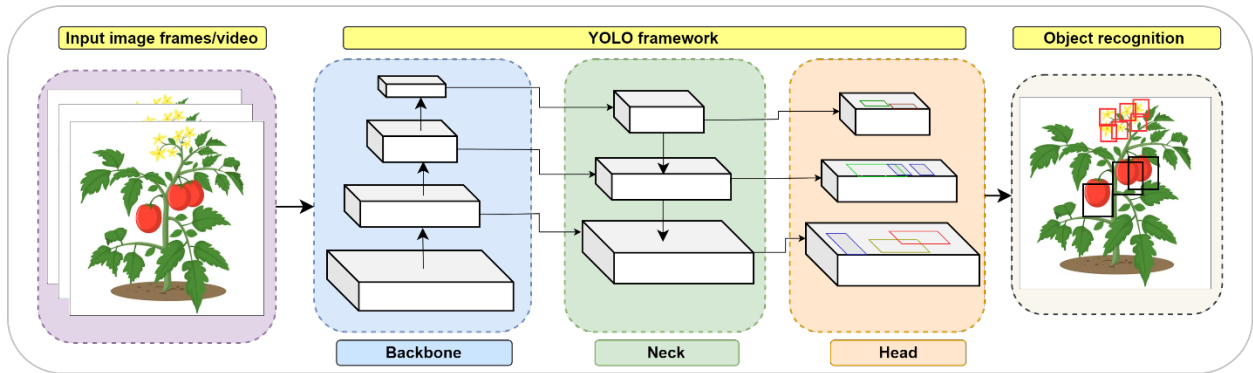 Input image frames/video
YOLO framework
Object recognition
Backbone
Neck
Head